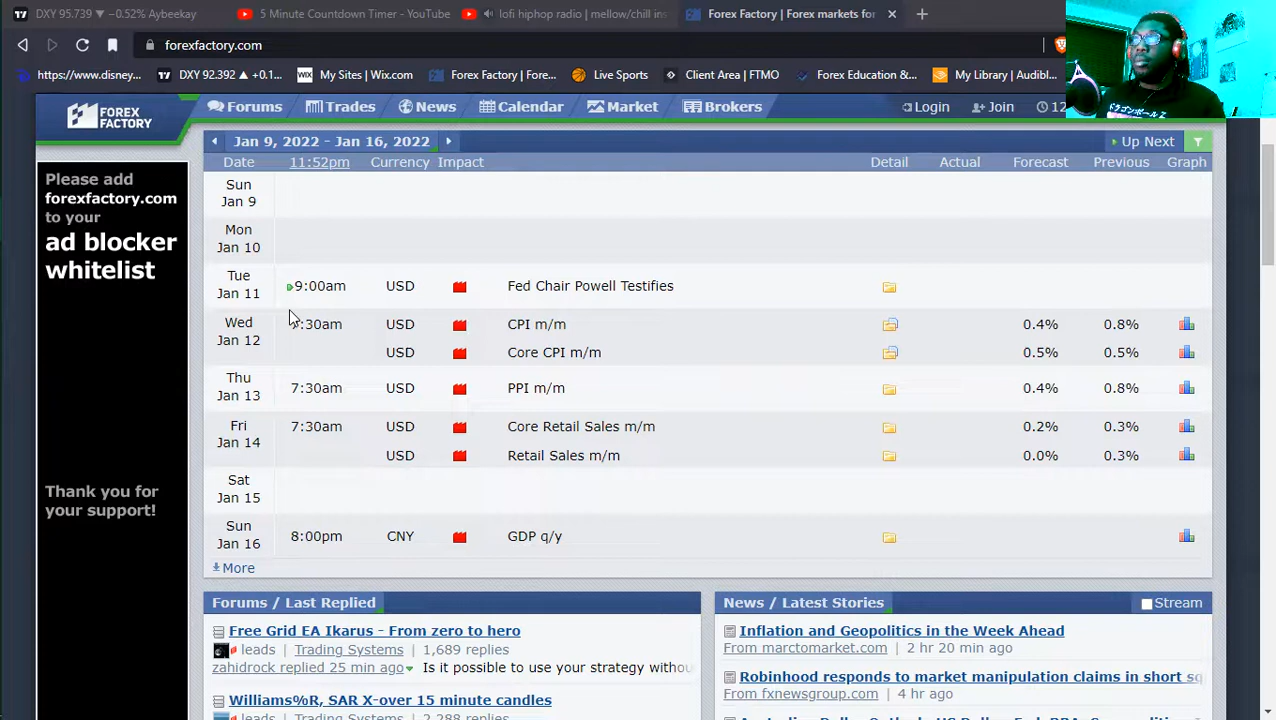 DXY 95.739 ▼ −0.52% Aybeekay
5 Minute Countdown Timer - YouTube
lofi hiphop radio | mellow/chill ins
Forex Factory | Forex markets for
forexfactory.com
https://www.disney...
DXY 92.392 ▲ +0.1...
My Sites | Wix.com
Forex Factory | Fore...
Live Sports
Client Area | FTMO
Forex Education &...
My Library | Audibl...
FOREX FACTORY
Forums Trades News Calendar Market Brokers
Login Join 12
Please add
forexfactory.com
to your
ad blocker
whitelist
Thank you for
your support!
Jan 9, 2022 - Jan 16, 2022 Up Next
Date 11:52pm Currency Impact Detail Actual Forecast Previous Graph
Sun
Jan 9
Mon
Jan 10
Tue
Jan 11
9:00am USD Fed Chair Powell Testifies
Wed
Jan 12
:30am USD CPI m/m 0.4% 0.8%
USD Core CPI m/m 0.5% 0.5%
Thu
Jan 13
7:30am USD PPI m/m 0.4% 0.8%
Fri
Jan 14
7:30am USD Core Retail Sales m/m 0.2% 0.3%
USD Retail Sales m/m 0.0% 0.3%
Sat
Jan 15
Sun
Jan 16
8:00pm CNY GDP q/y
More
Forums / Last Replied
Free Grid EA Ikarus - From zero to hero
leads | Trading Systems | 1,689 replies
zahidrock replied 25 min ago Is it possible to use your strategy withou
Williams%R, SAR X-over 15 minute candles
leads | Trading Systems | 2,288 replies
News / Latest Stories Stream
Inflation and Geopolitics in the Week Ahead
From marctomarket.com | 2 hr 20 min ago
Robinhood responds to market manipulation claims in short sq
From fxnewsgroup.com | 4 hr ago